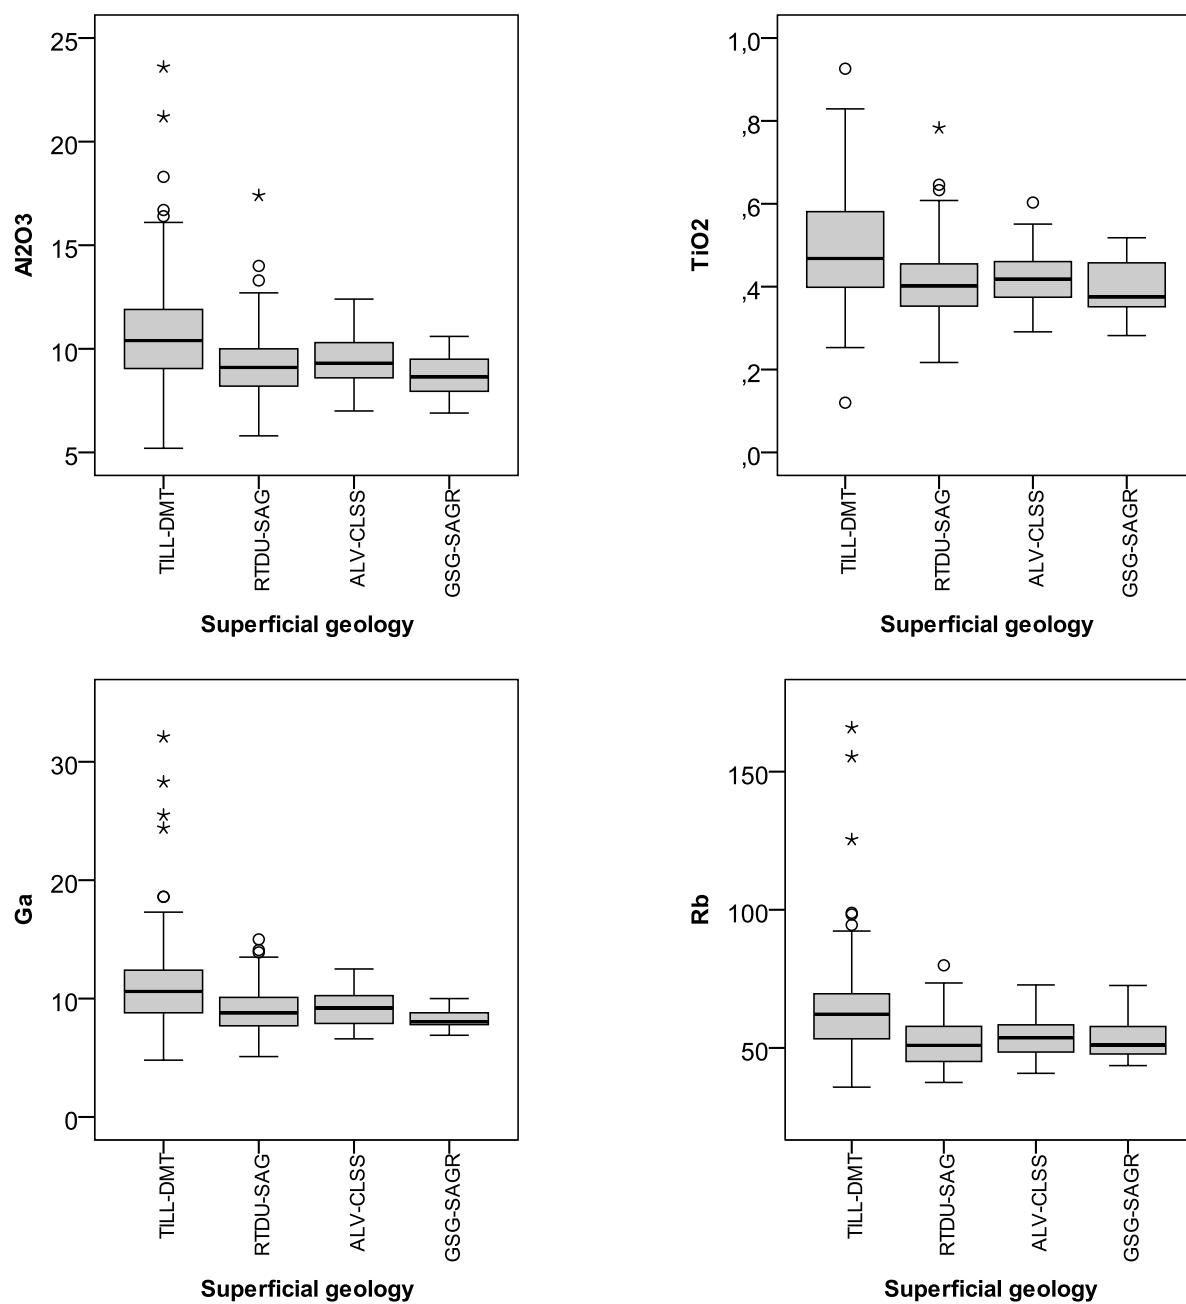 25
20
15
10
5
Al2O3
TILL-DMT
RTDU-SAG
ALV-CLSS
GSG-SAGR
Superficial geology
1,0
,8
,6
,4
,2
,0
TiO2
TILL-DMT
RTDU-SAG
ALV-CLSS
GSG-SAGR
Superficial geology
30
20
10
0
Ga
TILL-DMT
RTDU-SAG
ALV-CLSS
GSG-SAGR
Superficial geology
150
100
50
Rb
TILL-DMT
RTDU-SAG
ALV-CLSS
GSG-SAGR
Superficial geology